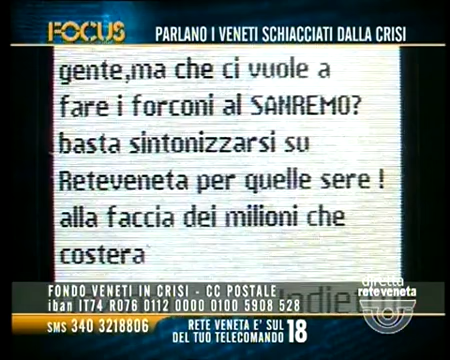 FOCUS
PARLANO I VENETI SCHIACCIATI DALLA CRISI
gente,ma che ci vuole a
fare i forconi al SANREMO?
basta sintonizzarsi su
Reteveneta per quelle sere !
alla faccia dei milioni che
costera
FONDO VENETI IN CRISI - CC POSTALE
iban IT74 R076 0112 0000 0100 5908 528
diretta
reteveneta
SMS 340 3218806
RETE VENETA E' SUL
DEL TUO TELECOMANDO 18